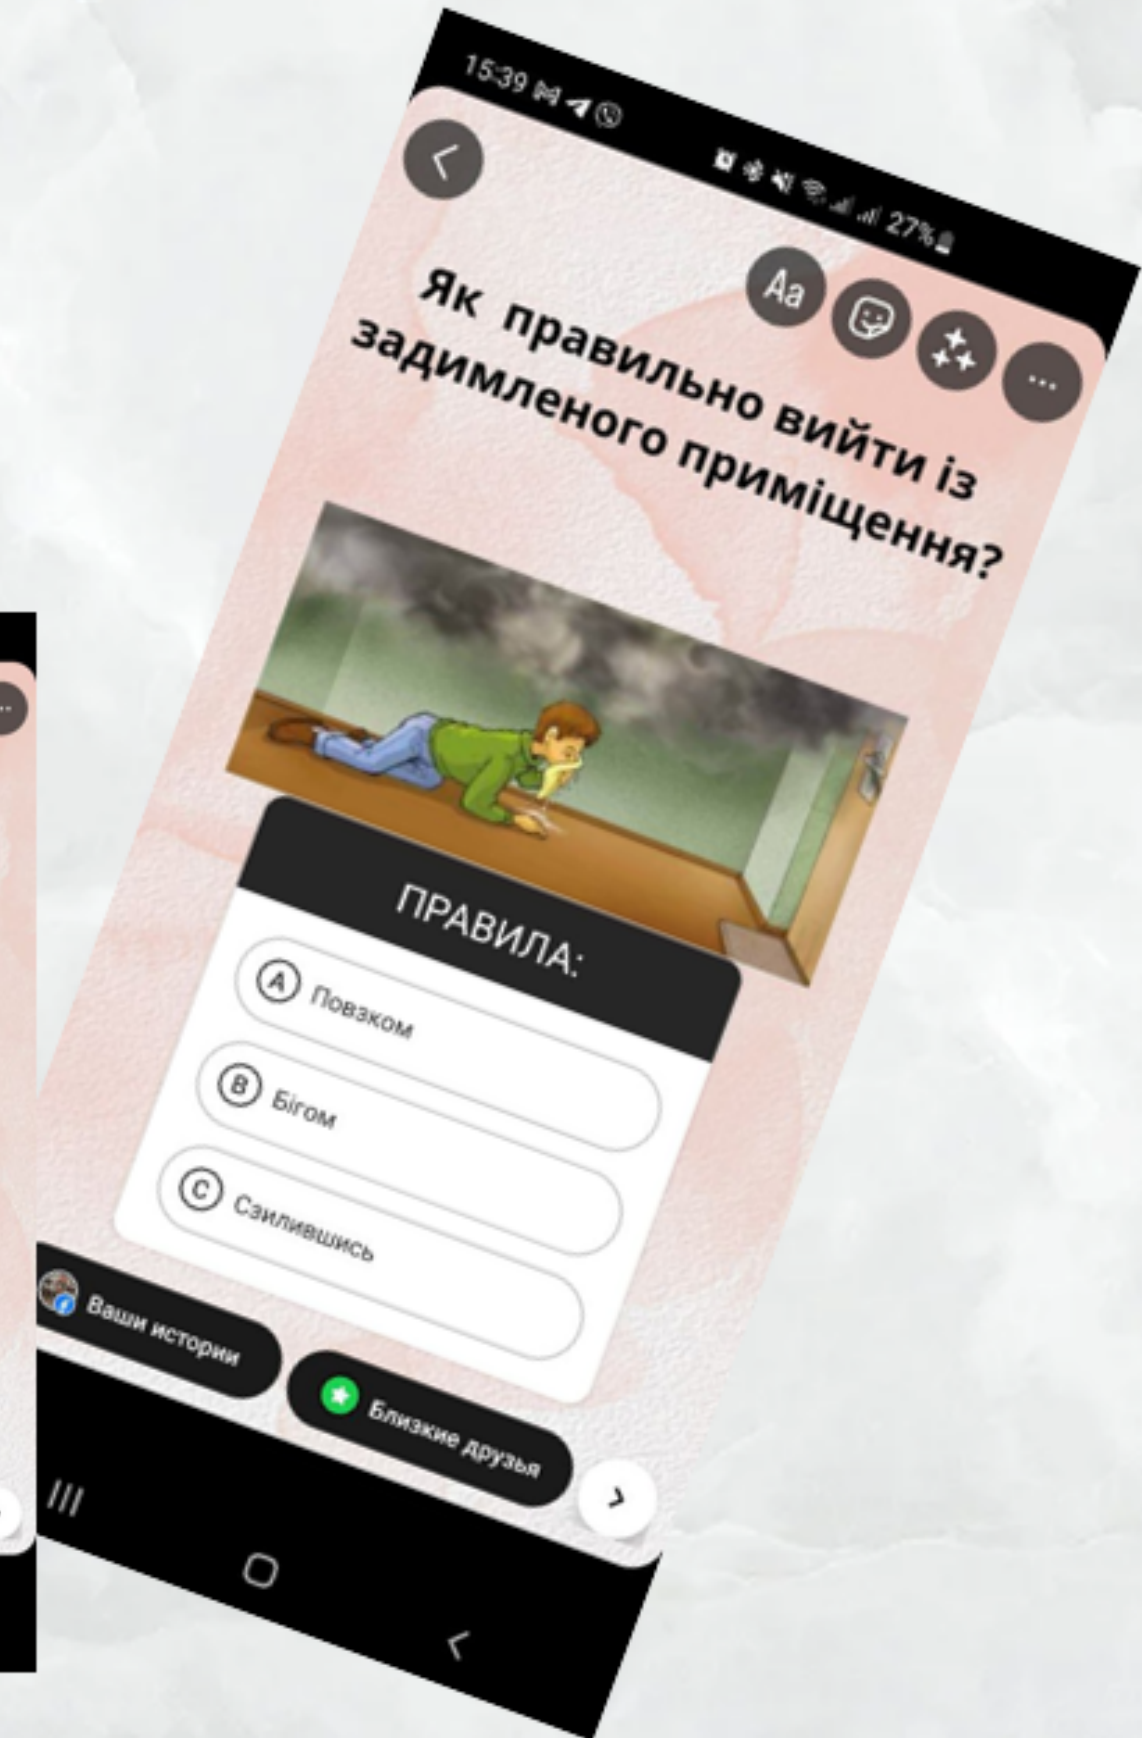 15:39
27%
Aa
Як правильно вийти із
задимленого приміщення?
ПРАВИЛА:
A Повзком
B Бігом
C Сзилившись
Ваши истории
Близкие друзья